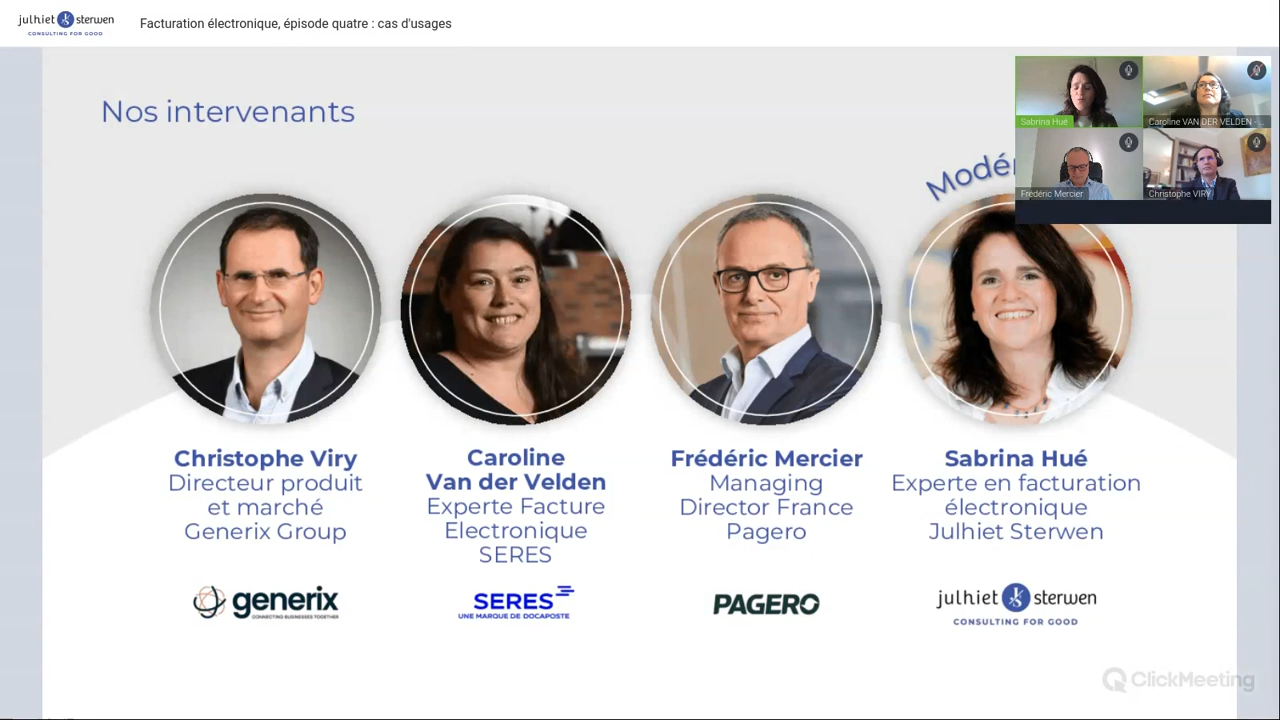 julhiet sterwen
CONSULTING FOR GOOD
Facturation électronique, épisode quatre : cas d'usages
Nos intervenants
Modér
Sabrina Hué
Caroline VAN DER VELDEN -...
Frédéric Mercier
Christophe VIRY
Christophe Viry
Directeur produit
et marché
Generix Group
Caroline
Van der Velden
Experte Facture
Electronique
SERES
Frédéric Mercier
Managing
Director France
Pagero
Sabrina Hué
Experte en facturation
électronique
Julhiet Sterwen
generix
CONNECTING BUSINESSES TOGETHER
SERES
UNE MARQUE DE DOCAPOSTE
PAGERO
julhiet sterwen
CONSULTING FOR GOOD
ClickMeeting